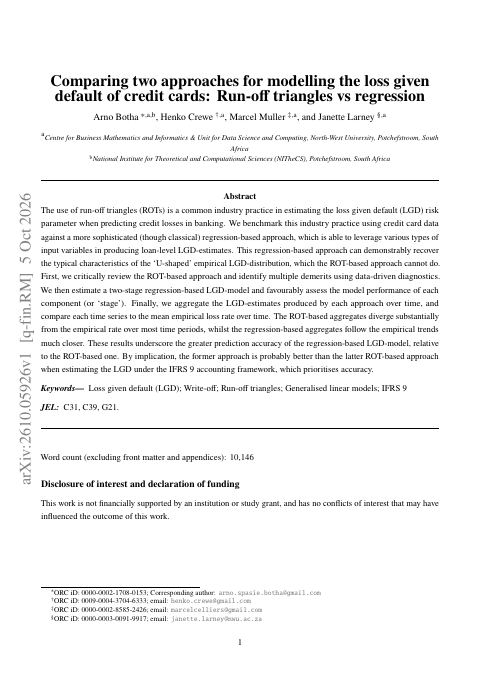 Comparing two approaches for modelling the loss given
default of credit cards: Run-off triangles vs regression
Arno Botha *,a,b, Henko Crewe †,a, Marcel Muller ‡,a, and Janette Larney §,a
aCentre for Business Mathematics and Informatics & Unit for Data Science and Computing, North-West University, Potchefstroom, South
Africa
bNational Institute for Theoretical and Computational Sciences (NITheCS), Potchefstroom, South Africa
Abstract
The use of run-off triangles (ROTs) is a common industry practice in estimating the loss given default (LGD) risk
parameter when predicting credit losses in banking. We benchmark this industry practice using credit card data
against a more sophisticated (though classical) regression-based approach, which is able to leverage various types of
input variables in producing loan-level LGD-estimates. This regression-based approach can demonstrably recover
the typical characteristics of the 'U-shaped' empirical LGD-distribution, which the ROT-based approach cannot do.
First, we critically review the ROT-based approach and identify multiple demerits using data-driven diagnostics.
We then estimate a two-stage regression-based LGD-model and favourably assess the model performance of each
component (or 'stage'). Finally, we aggregate the LGD-estimates produced by each approach over time, and
compare each time series to the mean empirical loss rate over time. The ROT-based aggregates diverge substantially
from the empirical rate over most time periods, whilst the regression-based aggregates follow the empirical trends
much closer. These results underscore the greater prediction accuracy of the regression-based LGD-model, relative
to the ROT-based one. By implication, the former approach is probably better than the latter ROT-based approach
when estimating the LGD under the IFRS 9 accounting framework, which prioritises accuracy.
Keywords— Loss given default (LGD); Write-off; Run-off triangles; Generalised linear models; IFRS 9
JEL: C31, C39, G21.
Word count (excluding front matter and appendices): 10,146
Disclosure of interest and declaration of funding
This work is not financially supported by an institution or study grant, and has no conflicts of interest that may have
influenced the outcome of this work.
*ORC iD: 0000-0002-1708-0153; Corresponding author: arno.spasie.botha@gmail.com
†ORC iD: 0009-0004-3704-6333; email: henko.crewe@gmail.com
‡ORC iD: 0000-0002-8585-2426; email: marcelcelliers@gmail.com
§ORC iD: 0000-0003-0091-9917; email: janette.larney@nwu.ac.za
1
arXiv:2610.05926v1 [q-fin.RM] 5 Oct 2026